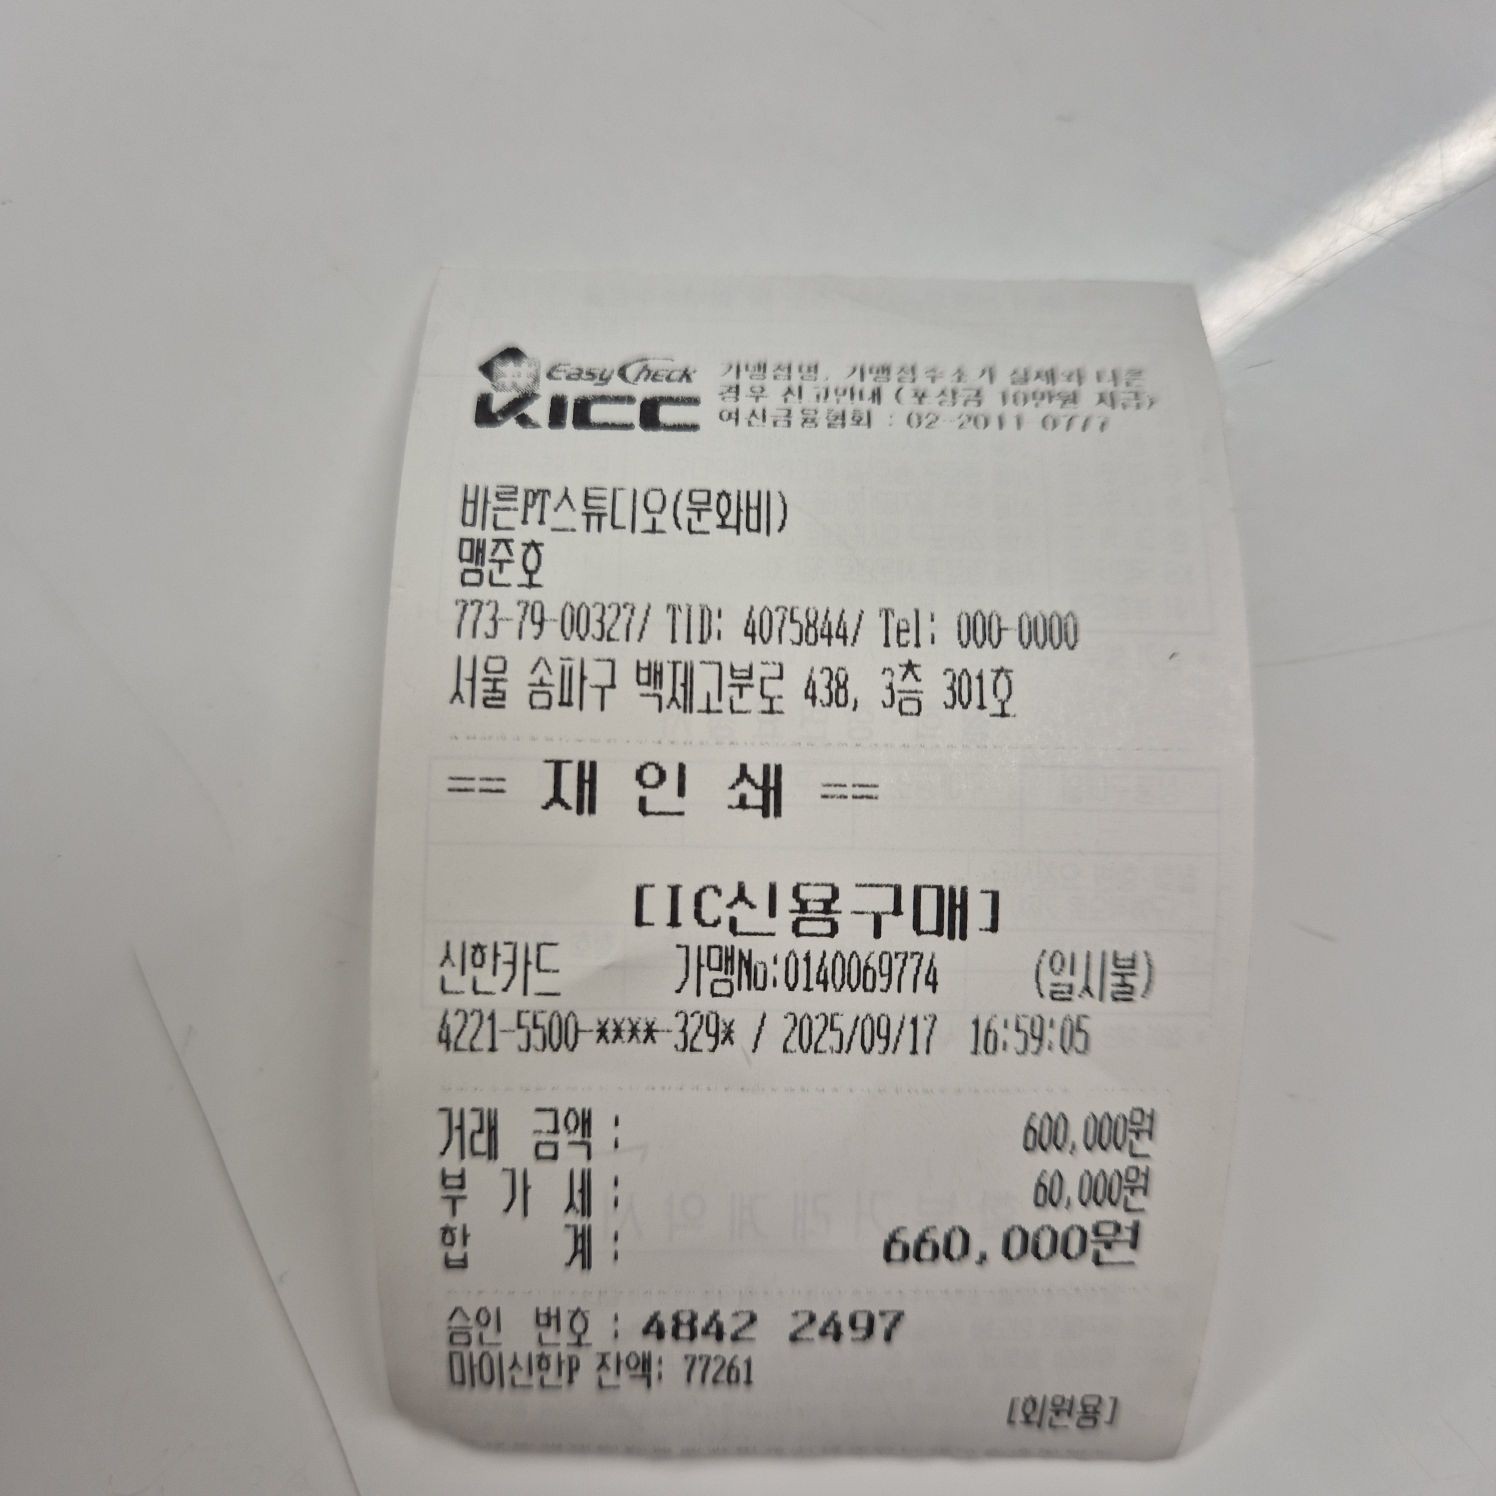 EasyCheck
KICC
가맹점명, 가맹점주소가 실제와 다른
경우 신고안내 (포상금 10만원 지급)
여신금융협회 : 02-2011-0777
바른PT스튜디오(문화비)
맹준호
773-79-00327/ TID: 4075844/ Tel: 000-0000
서울 송파구 백제고분로 438, 3층 301호
== 재 인 쇄 ==
[IC신용구매]
신한카드 가맹No:0140069774 (일시불)
4221-5500-****-329* / 2025/09/17 16:59:05
거래 금액 : 600,000원
부 가 세 : 60,000원
합 계 : 660,000원
승인 번호 : 4842 2497
마이신한P 잔액: 77261
[회원용]